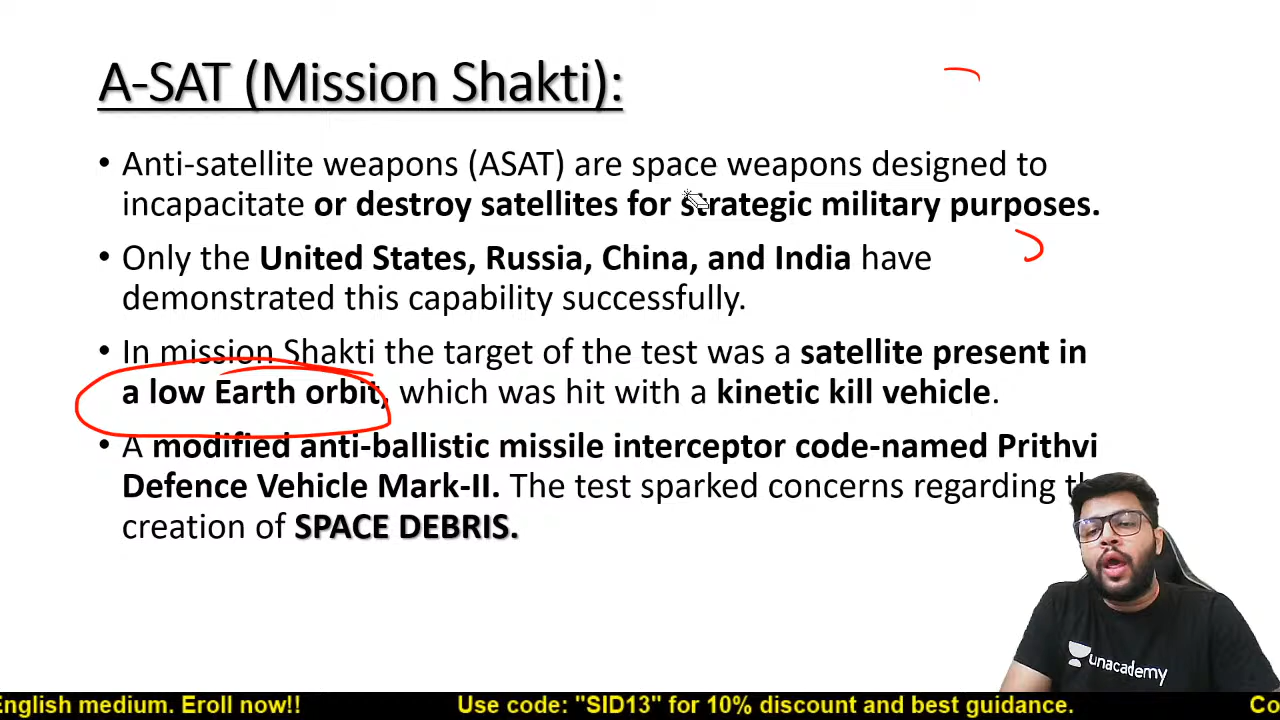 A-SAT (Mission Shakti):
• Anti-satellite weapons (ASAT) are space weapons designed to
incapacitate or destroy satellites for strategic military purposes.
• Only the United States, Russia, China, and India have
demonstrated this capability successfully.
• In mission Shakti the target of the test was a satellite present in
a low Earth orbit, which was hit with a kinetic kill vehicle.
• A modified anti-ballistic missile interceptor code-named Prithvi
Defence Vehicle Mark-II. The test sparked concerns regarding
creation of SPACE DEBRIS.
unacademy
English medium. Eroll now!! Use code: "SID13" for 10% discount and best guidance.